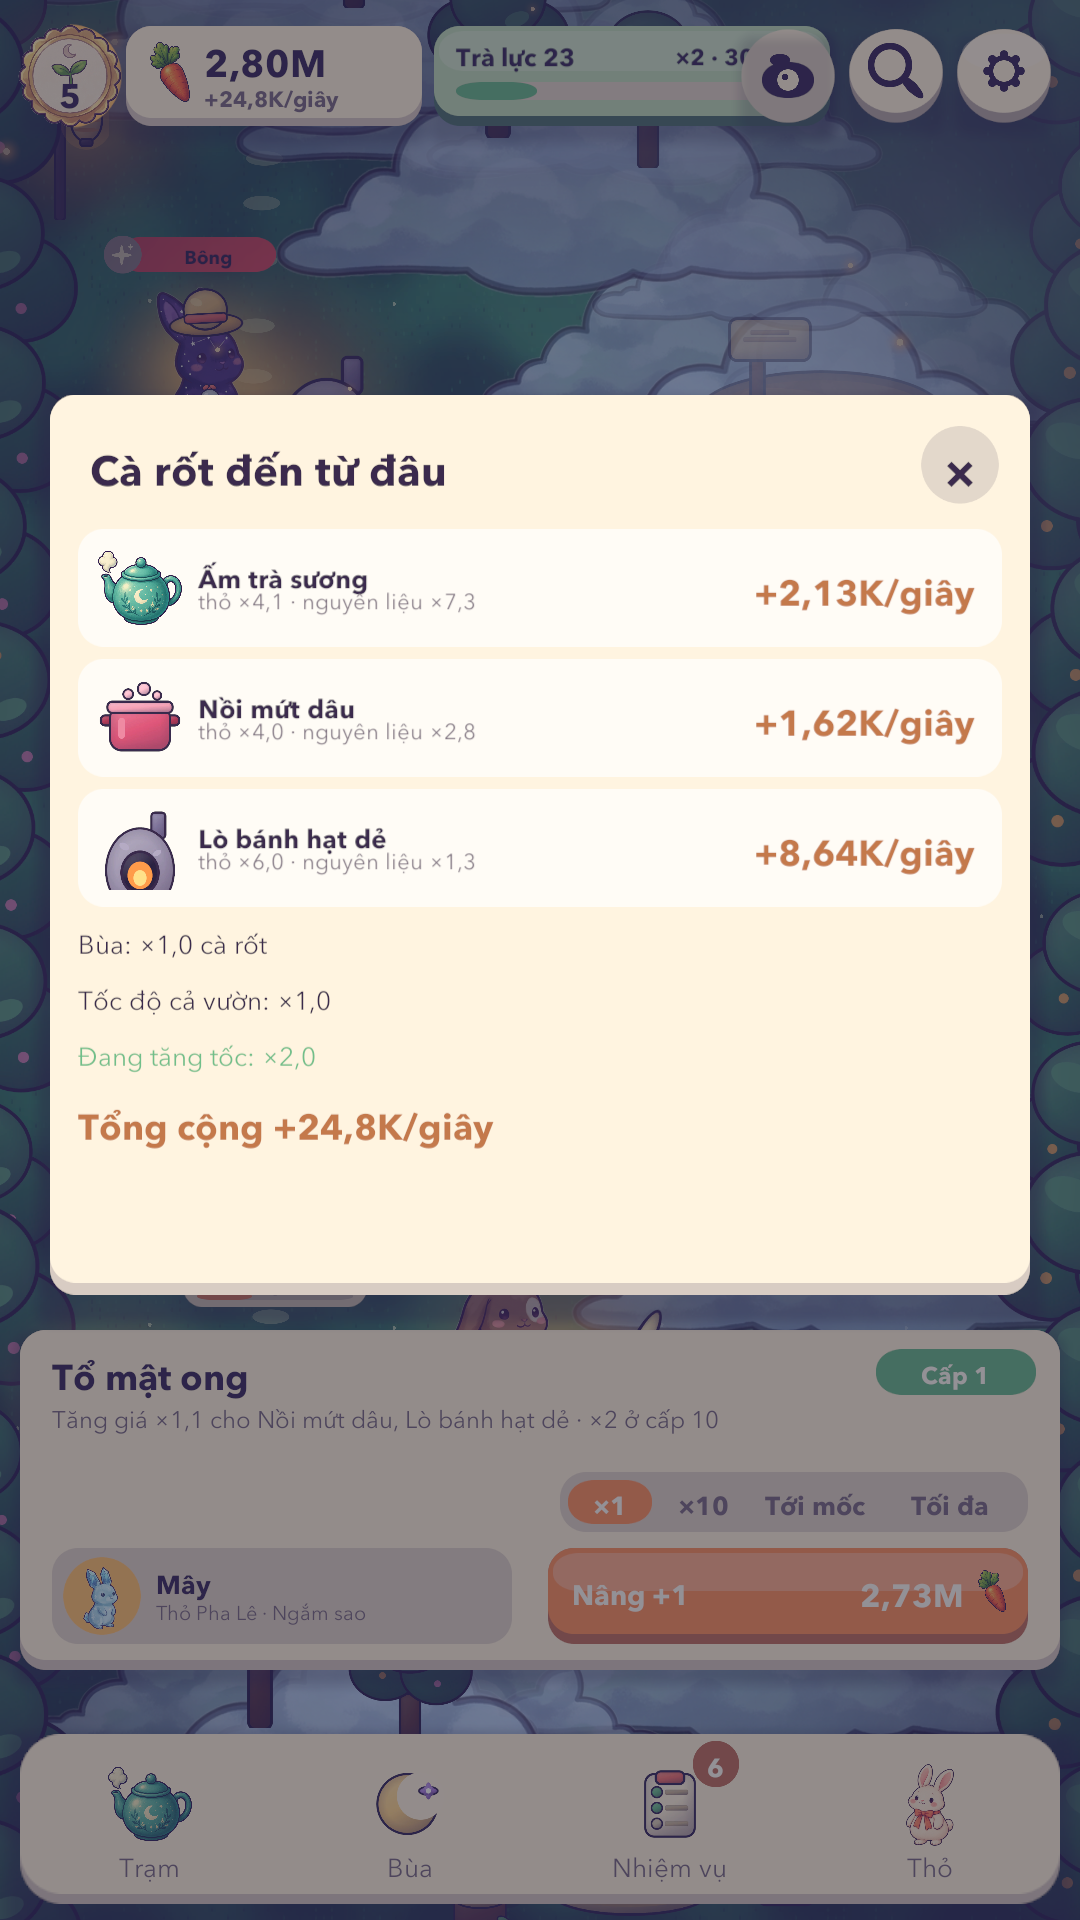 5
2,80M
+24,8K/giây
Trà lực 23
×2 · 30
Bông
Cà rốt đến từ đâu
Ấm trà sương
thỏ ×4,1 · nguyên liệu ×7,3
+2,13K/giây
Nồi mứt dâu
thỏ ×4,0 · nguyên liệu ×2,8
+1,62K/giây
Lò bánh hạt dẻ
thỏ ×6,0 · nguyên liệu ×1,3
+8,64K/giây
Bùa: ×1,0 cà rốt
Tốc độ cả vườn: ×1,0
Đang tăng tốc: ×2,0
Tổng cộng +24,8K/giây
Tổ mật ong
Cấp 1
Tăng giá ×1,1 cho Nồi mứt dâu, Lò bánh hạt dẻ · ×2 ở cấp 10
×1 ×10 Tới mốc Tối đa
Mây
Thỏ Pha Lê · Ngắm sao
Nâng +1 2,73M
6
Trạm Bùa Nhiệm vụ Thỏ